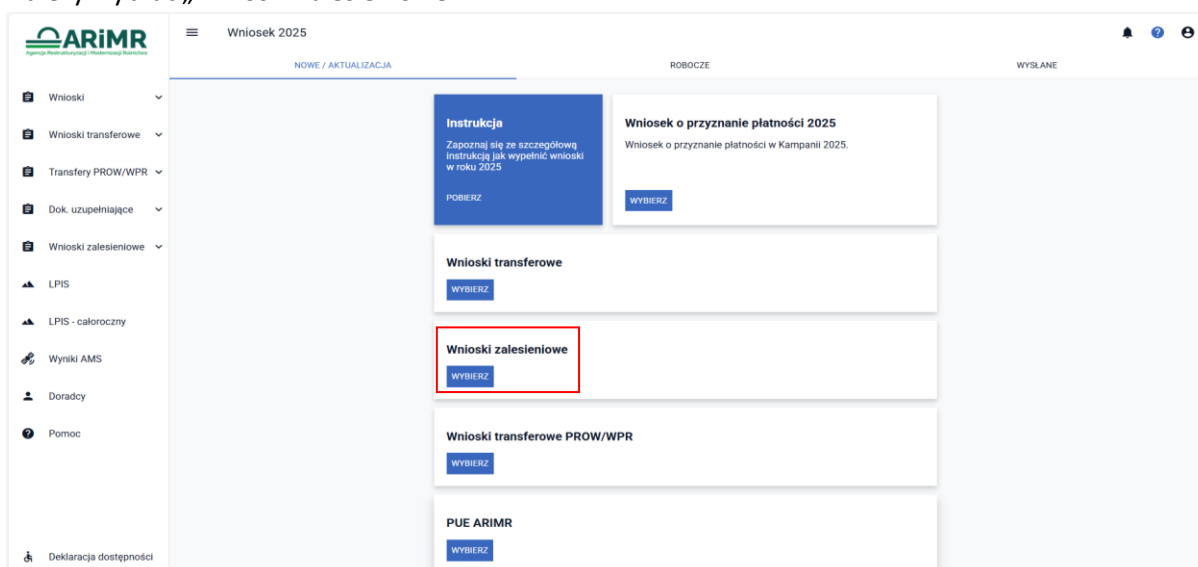 ARiMR
Agencja Restrukturyzacji i Modernizacji Rolnictwa
Wniosek 2025
NOWE / AKTUALIZACJA
ROBOCZE
WYSŁANE
Wnioski
Wnioski transferowe
Transfery PROW/WPR
Dok. uzupełniające
Wnioski zalesieniowe
LPIS
LPIS - całoroczny
Wyniki AMS
Doradcy
Pomoc
Deklaracja dostępności
Instrukcja
Zapoznaj się ze szczegółową
instrukcją jak wypełnić wnioski
w roku 2025
POBIERZ
Wniosek o przyznanie płatności 2025
Wniosek o przyznanie płatności w Kampanii 2025.
WYBIERZ
Wnioski transferowe
WYBIERZ
Wnioski zalesieniowe
WYBIERZ
Wnioski transferowe PROW/WPR
WYBIERZ
PUE ARIMR
WYBIERZ